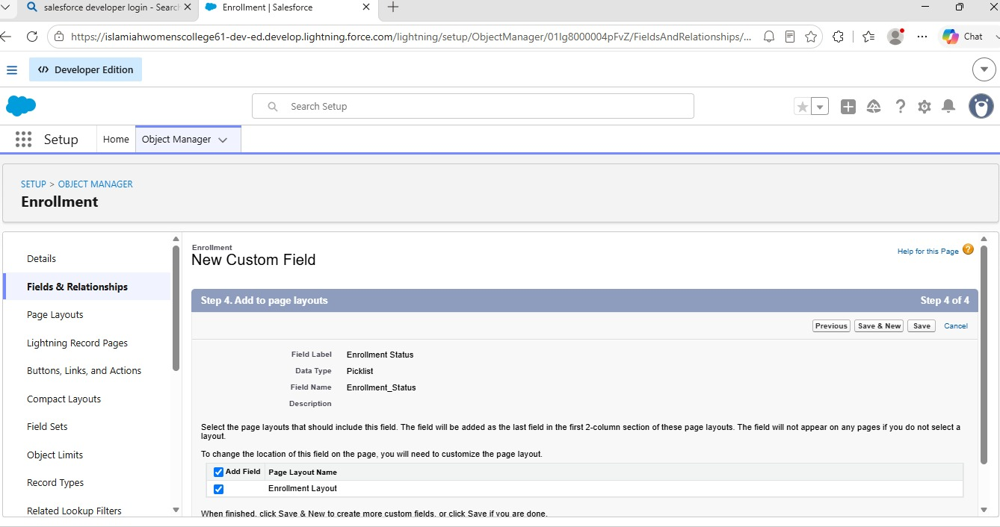 salesforce developer login - Search
Enrollment | Salesforce
https://islamiahwomenscollege61-dev-ed.develop.lightning.force.com/lightning/setup/ObjectManager/01Ig8000004pFvZ/FieldsAndRelationships/...
Chat
Developer Edition
Search Setup
Setup
Home
Object Manager
SETUP > OBJECT MANAGER
Enrollment
Details
Fields & Relationships
Page Layouts
Lightning Record Pages
Buttons, Links, and Actions
Compact Layouts
Field Sets
Object Limits
Record Types
Related Lookup Filters
Enrollment
New Custom Field
Help for this Page
Step 4. Add to page layouts
Step 4 of 4
Previous
Save & New
Save
Cancel
Field Label Enrollment Status
Data Type Picklist
Field Name Enrollment_Status
Description
Select the page layouts that should include this field. The field will be added as the last field in the first 2-column section of these page layouts. The field will not appear on any pages if you do not select a
layout.
To change the location of this field on the page, you will need to customize the page layout.
Add Field Page Layout Name
Enrollment Layout
When finished, click Save & New to create more custom fields, or click Save if you are done.